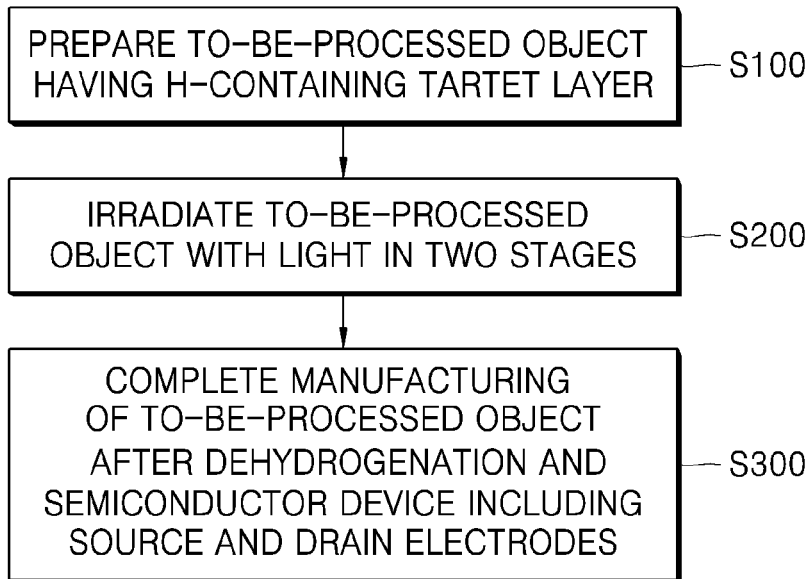 PREPARE TO-BE-PROCESSED OBJECT
HAVING H-CONTAINING TARTET LAYER
S100
IRRADIATE TO-BE-PROCESSED
OBJECT WITH LIGHT IN TWO STAGES
S200
COMPLETE MANUFACTURING
OF TO-BE-PROCESSED OBJECT
AFTER DEHYDROGENATION AND
SEMICONDUCTOR DEVICE INCLUDING
SOURCE AND DRAIN ELECTRODES
S300